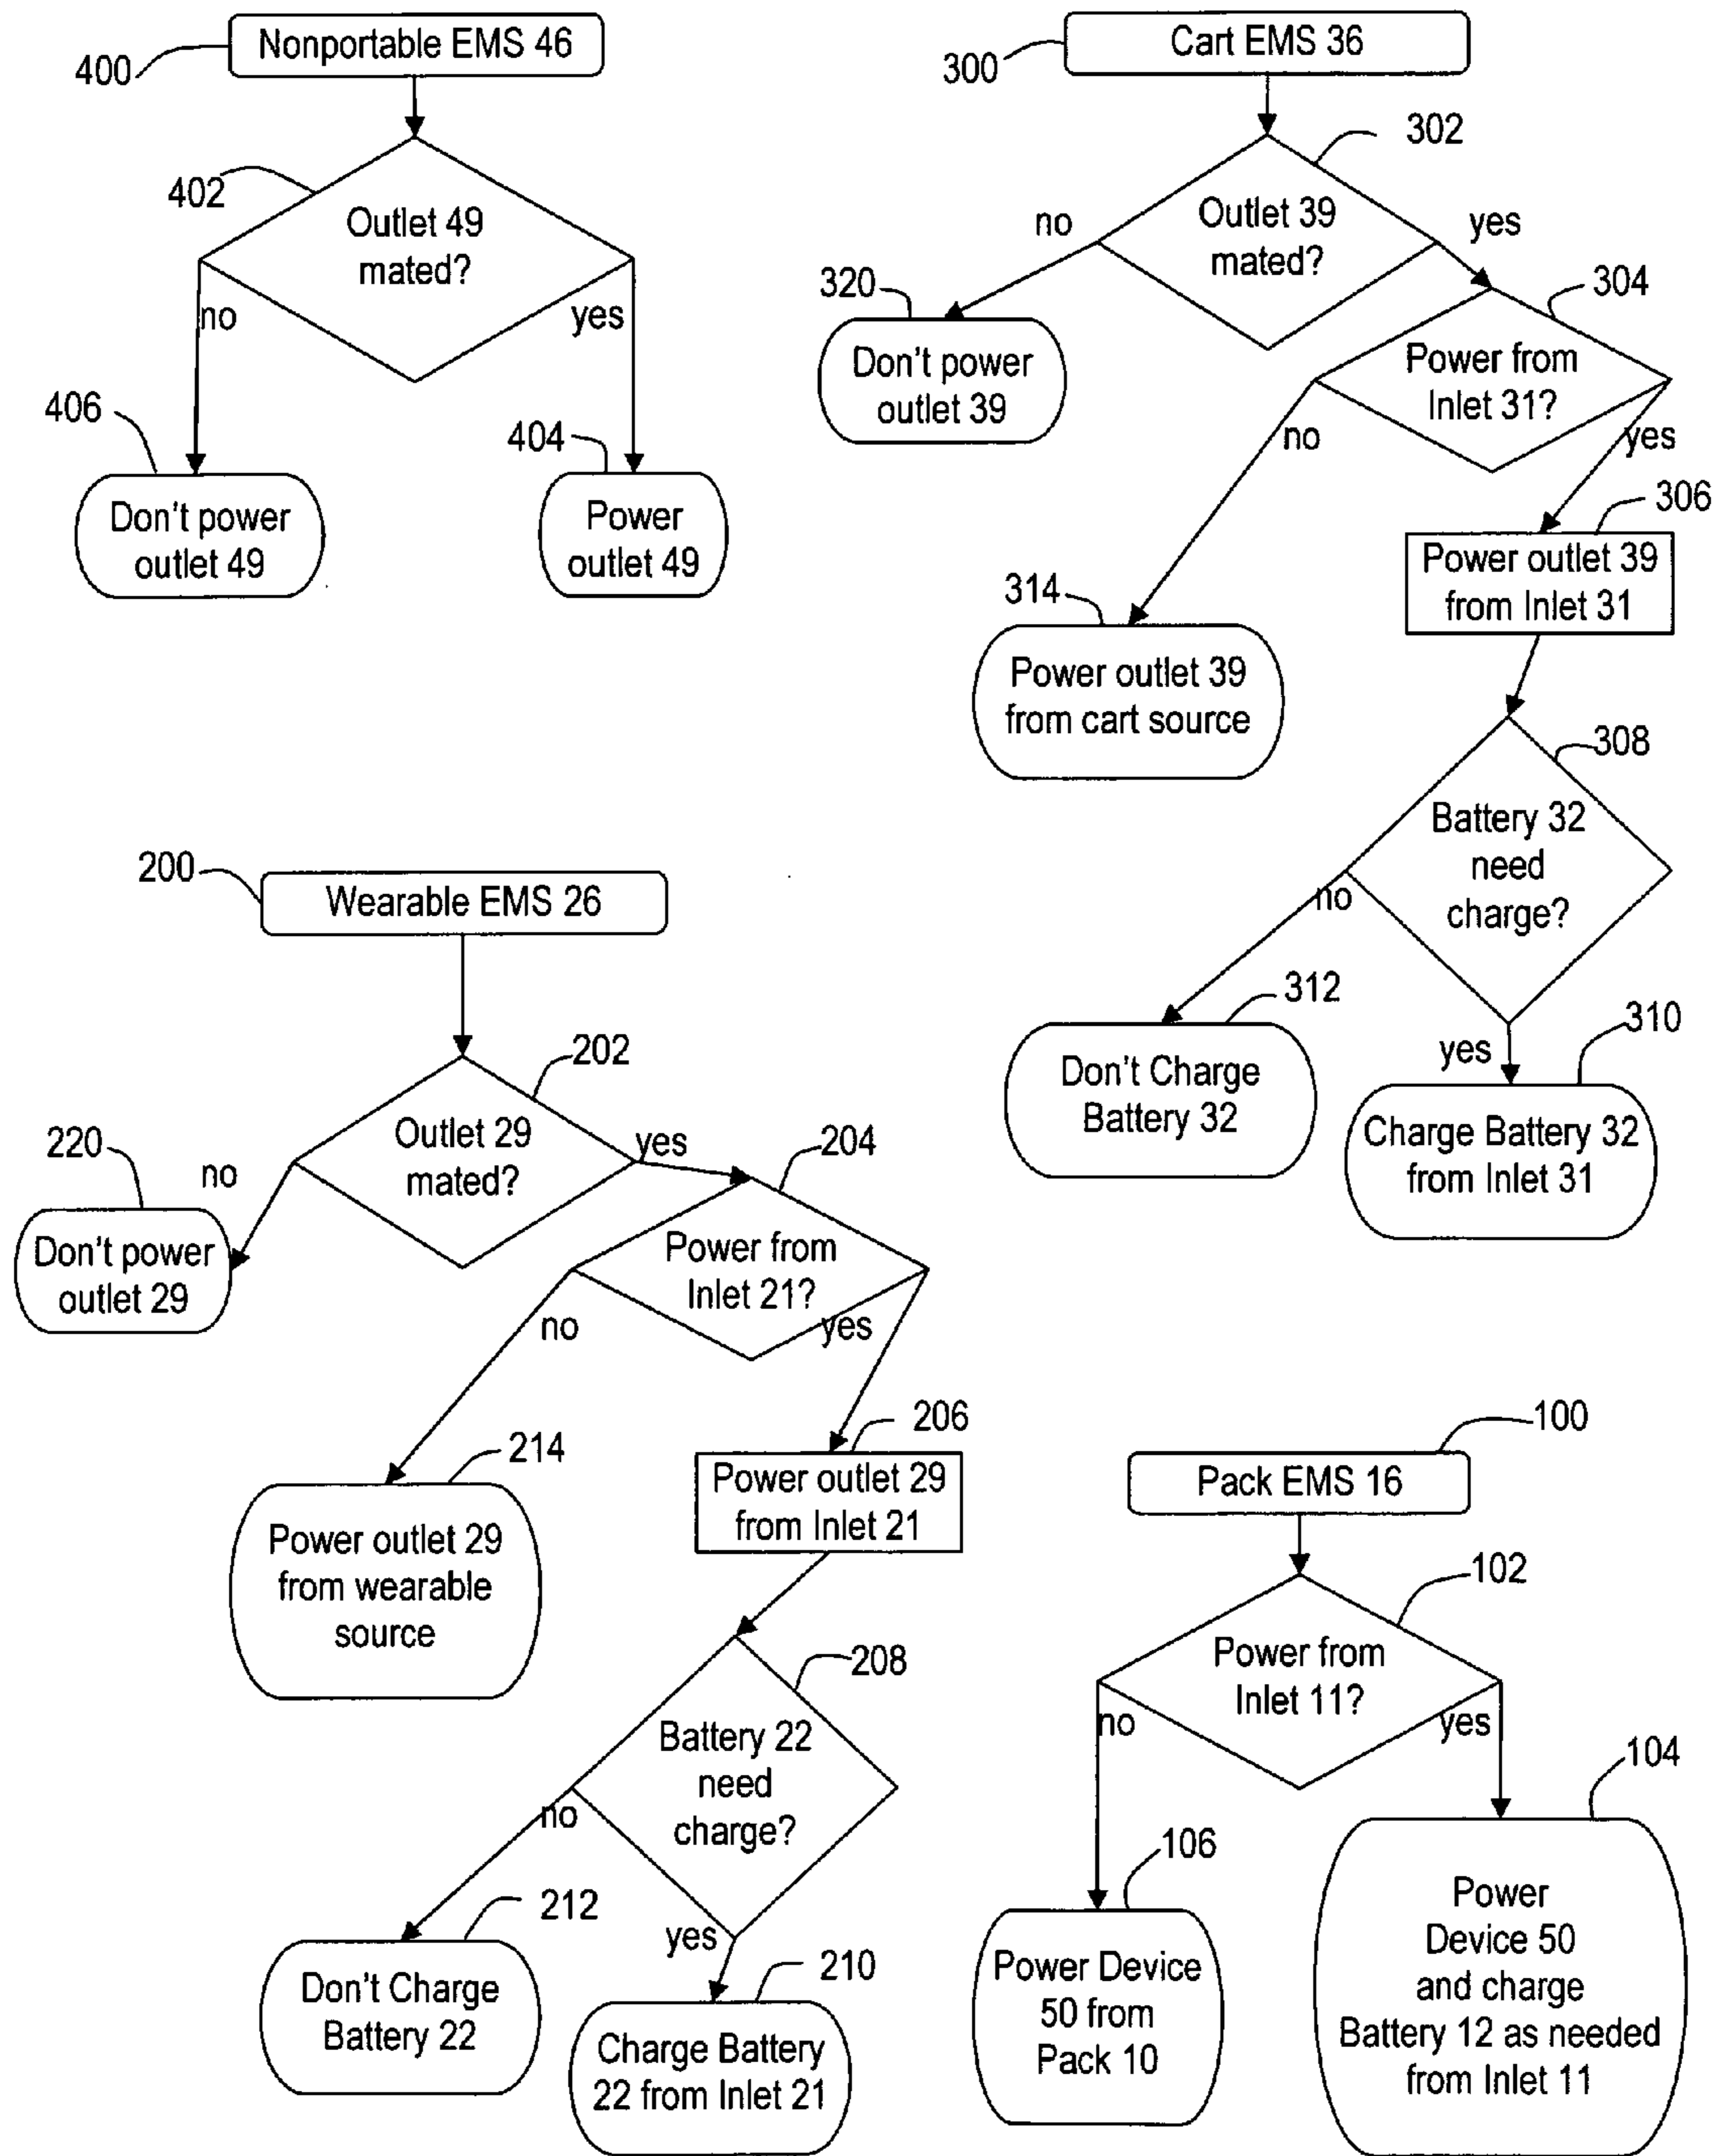 Nonportable EMS 46
400
402
Outlet 49
mated?
no
yes
406
404
Don't power
outlet 49
Power
outlet 49
Cart EMS 36
300
302
Outlet 39
mated?
no
yes
320
304
Don't power
outlet 39
Power from
Inlet 31?
no
yes
306
Power outlet 39
from Inlet 31
314
Power outlet 39
from cart source
308
Battery 32
need
charge?
no
312
310
yes
Don't Charge
Battery 32
Charge Battery 32
from Inlet 31
200
Wearable EMS 26
202
Outlet 29
mated?
yes
204
220
no
Don't power
outlet 29
Power from
Inlet 21?
no
yes
206
214
Power outlet 29
from Inlet 21
Power outlet 29
from wearable
source
208
Battery 22
need
charge?
no
212
yes
210
Don't Charge
Battery 22
Charge Battery
22 from Inlet 21
100
Pack EMS 16
102
Power from
Inlet 11?
no
yes
104
106
Power Device
50 from
Pack 10
Power
Device 50
and charge
Battery 12 as needed
from Inlet 11